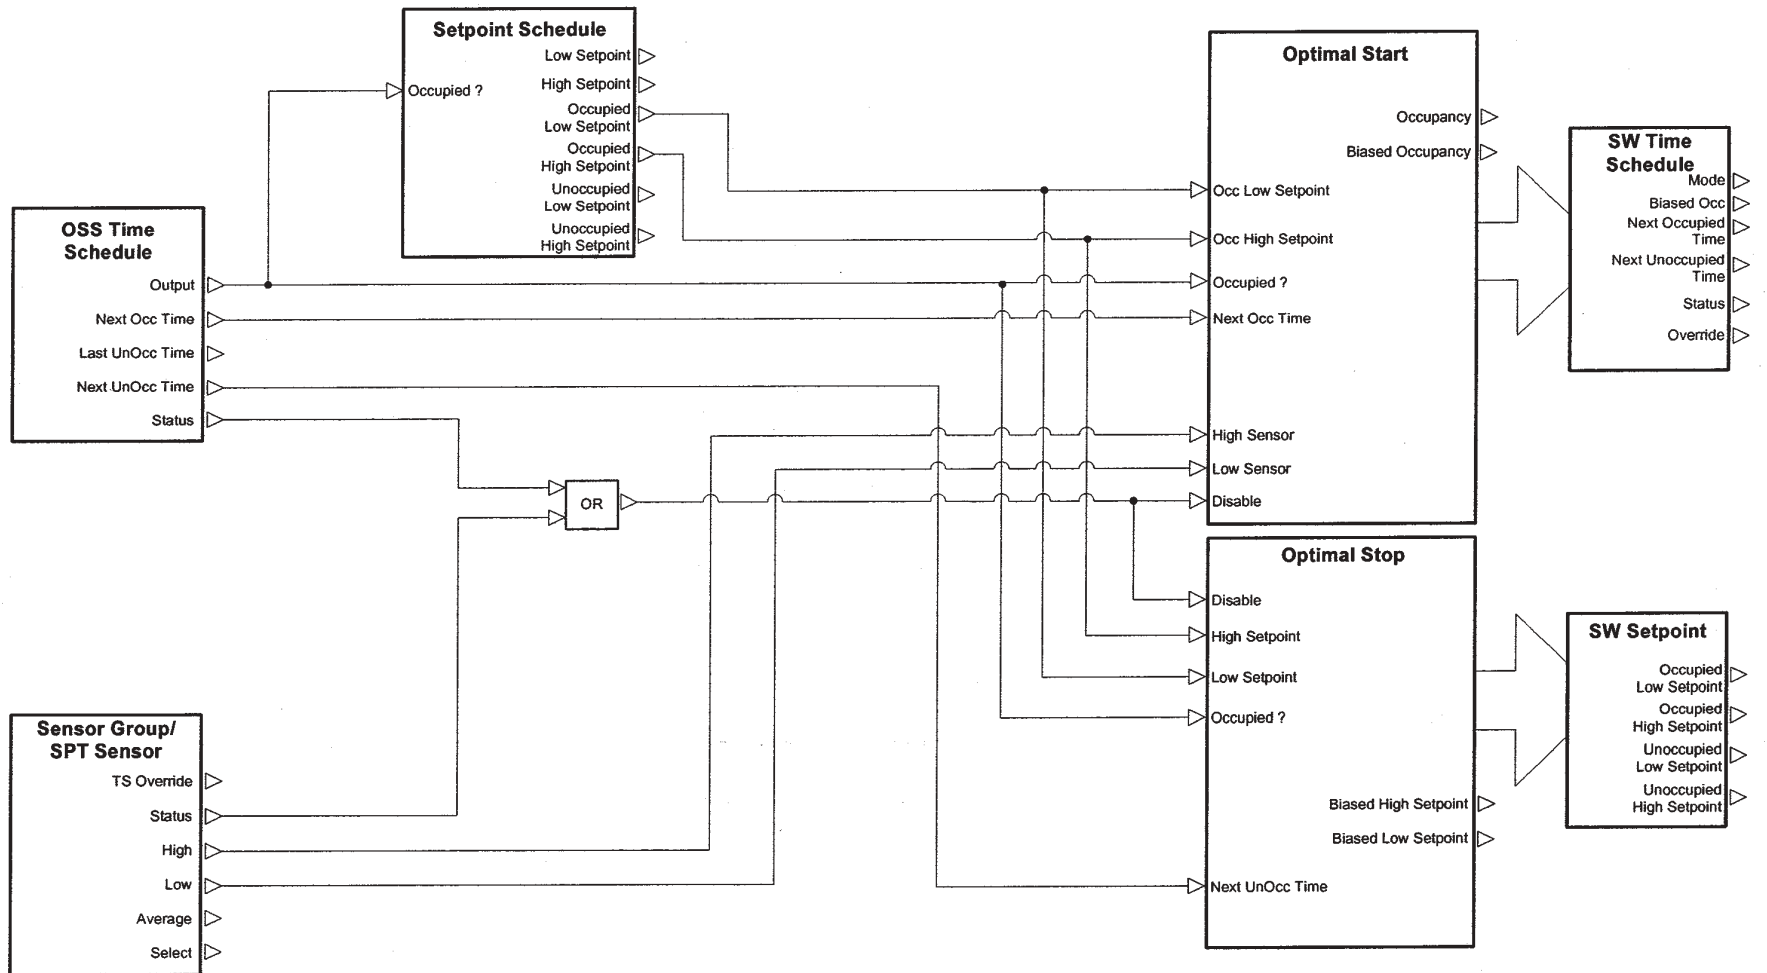 Setpoint Schedule
Low Setpoint
High Setpoint
Occupied ?
Occupied
Low Setpoint
Occupied
High Setpoint
Unoccupied
Low Setpoint
Unoccupied
High Setpoint
OSS Time
Schedule
Output
Next Occ Time
Last UnOcc Time
Next UnOcc Time
Status
OR
Sensor Group/
SPT Sensor
TS Override
Status
High
Low
Average
Select
Optimal Start
Occupancy
Biased Occupancy
Occ Low Setpoint
Occ High Setpoint
Occupied ?
Next Occ Time
High Sensor
Low Sensor
Disable
Optimal Stop
Disable
High Setpoint
Low Setpoint
Occupied ?
Biased High Setpoint
Biased Low Setpoint
Next UnOcc Time
SW Time
Schedule
Mode
Biased Occ
Next Occupied
Time
Next Unoccupied
Time
Status
Override
SW Setpoint
Occupied
Low Setpoint
Occupied
High Setpoint
Unoccupied
Low Setpoint
Unoccupied
High Setpoint